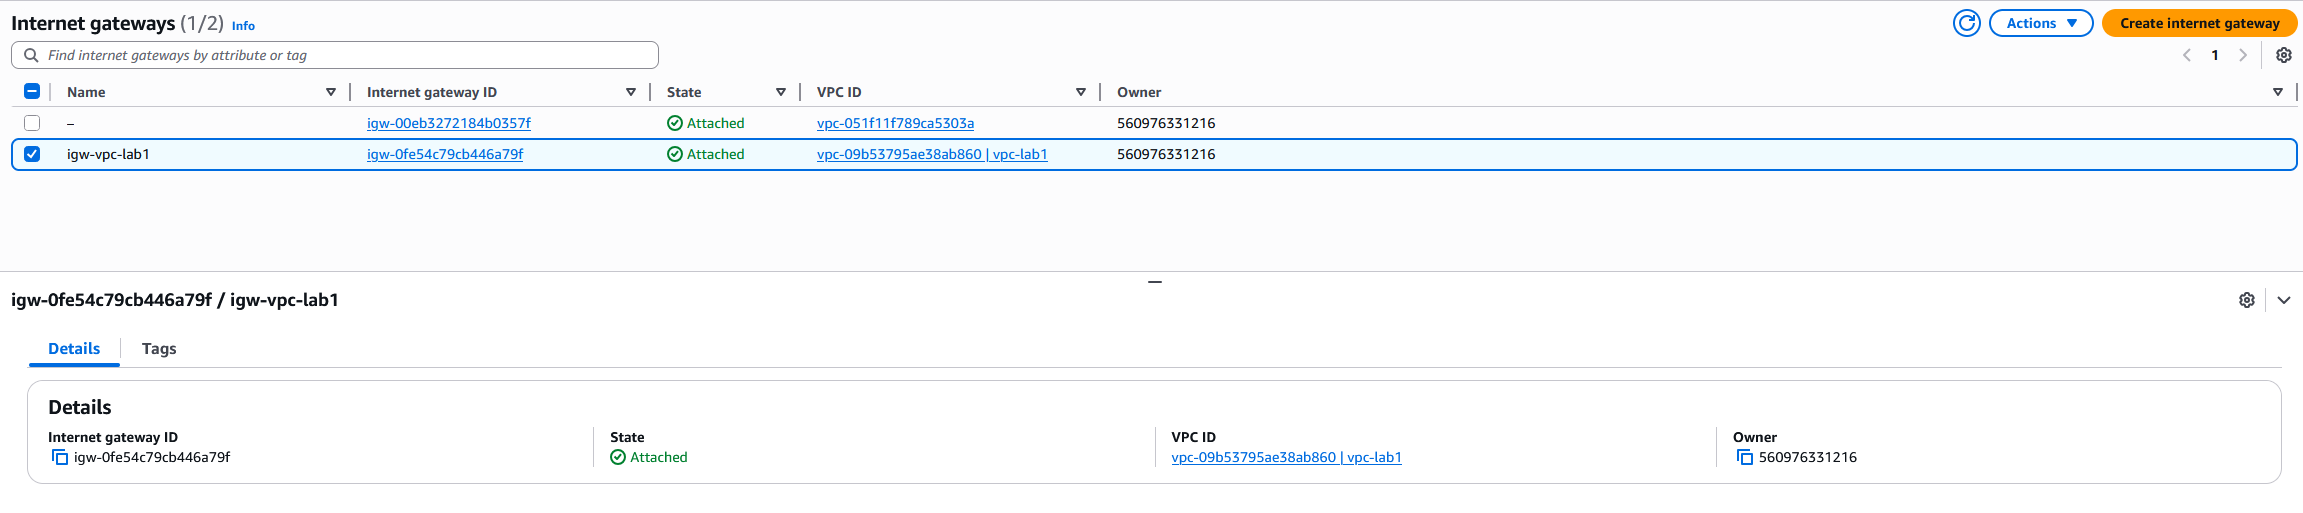 Internet gateways (1/2) Info
Actions
Create internet gateway
Find internet gateways by attribute or tag
1
Name Internet gateway ID State VPC ID Owner
– igw-00eb3272184b0357f Attached vpc-051f11f789ca5303a 560976331216
igw-vpc-lab1 igw-0fe54c79cb446a79f Attached vpc-09b53795ae38ab860 | vpc-lab1 560976331216
igw-0fe54c79cb446a79f / igw-vpc-lab1
Details Tags
Details
Internet gateway ID State VPC ID Owner
igw-0fe54c79cb446a79f Attached vpc-09b53795ae38ab860 | vpc-lab1 560976331216